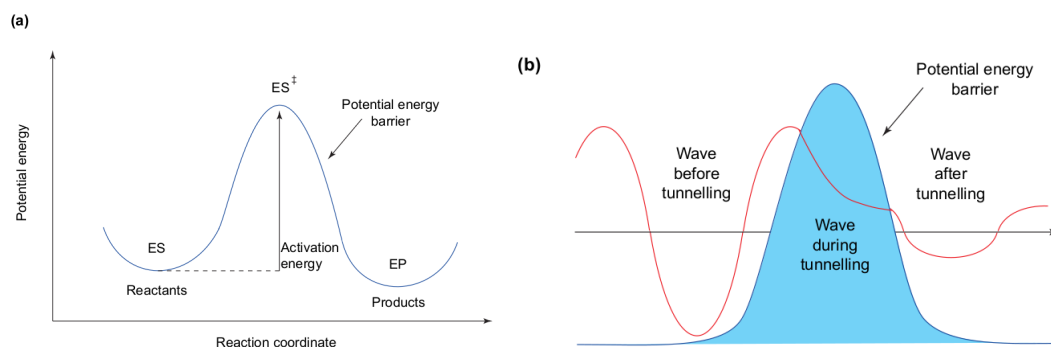 (a)
ES‡
Potential energy
barrier
Potential energy
ES
Activation
energy
EP
Reactants
Products
Reaction coordinate
(b)
Potential energy
barrier
Wave
before
tunnelling
Wave
after
tunnelling
Wave
during
tunnelling